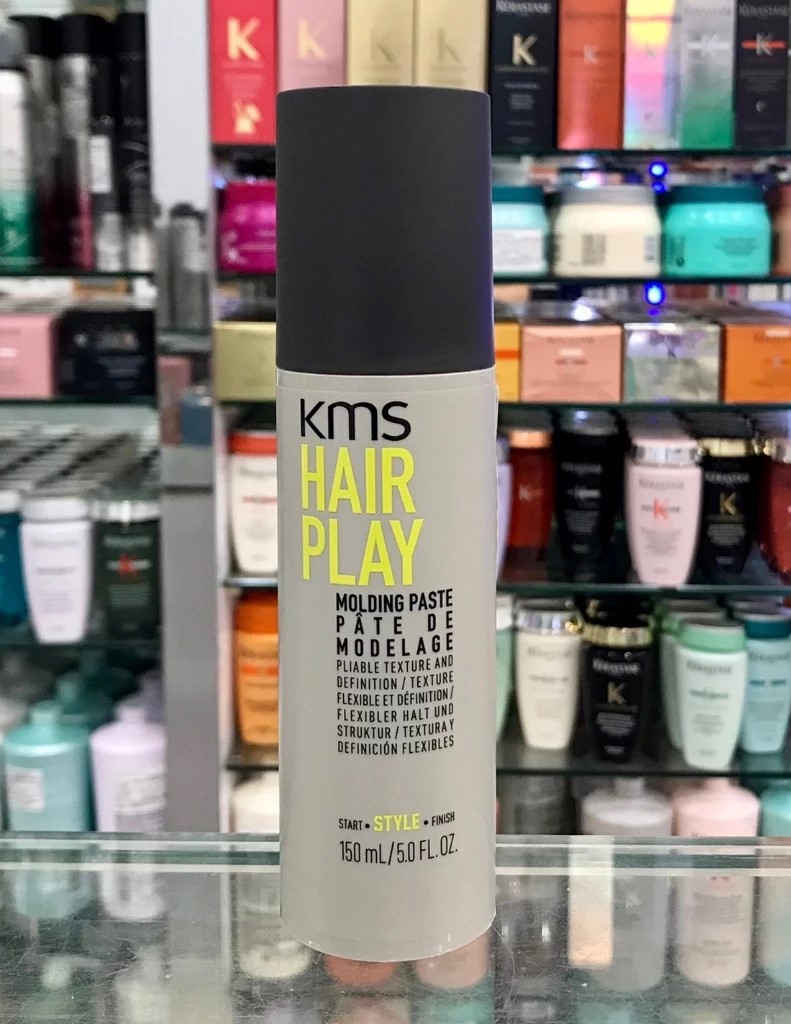 KMS
HAIR
PLAY
MOLDING PASTE
PÂTE DE
MODELAGE
PLIABLE TEXTURE AND
DEFINITION / TEXTURE
FLEXIBLE ET DÉFINITION /
FLEXIBLER HALT UND
STRUKTUR / TEXTURA Y
DEFINICIÓN FLEXIBLES
START • STYLE • FINISH
150 mL/5.0 FL. OZ.
K
K
K
K
KÉRASTASE
K
K
K
K